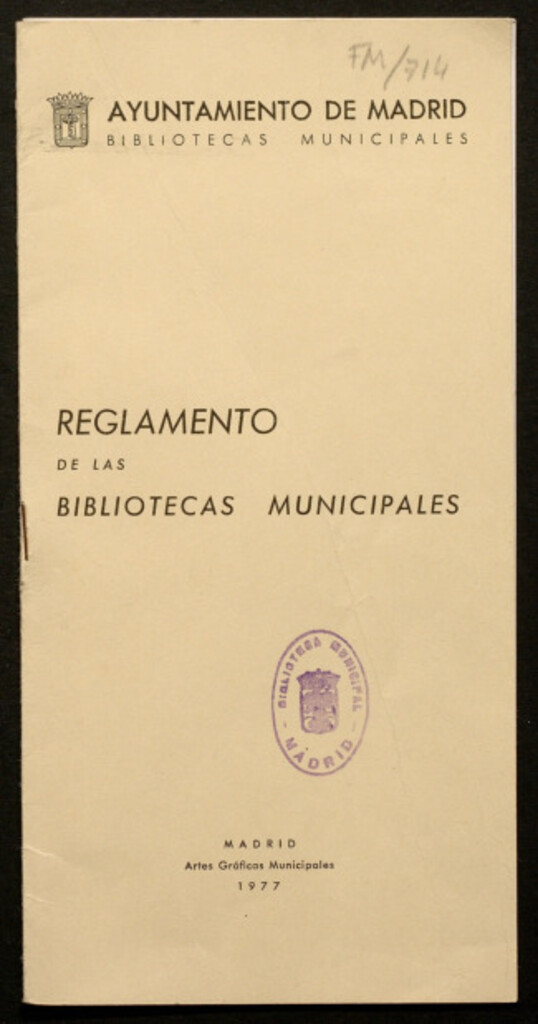 FM/714
AYUNTAMIENTO DE MADRID
BIBLIOTECAS MUNICIPALES
REGLAMENTO
DE LAS
BIBLIOTECAS MUNICIPALES
BIBLIOTECA MUNICIPAL
MADRID
MADRID
Artes Gráficas Municipales
1977